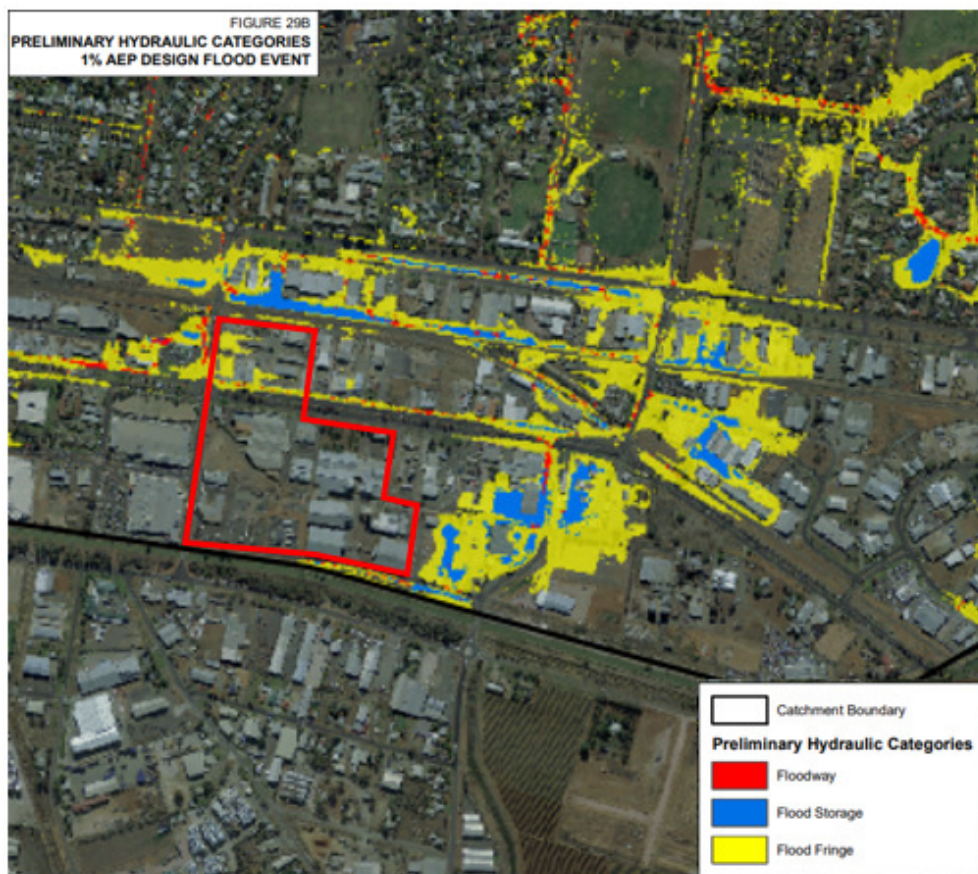 FIGURE 29B
PRELIMINARY HYDRAULIC CATEGORIES
1% AEP DESIGN FLOOD EVENT
Catchment Boundary
Preliminary Hydraulic Categories
Floodway
Flood Storage
Flood Fringe